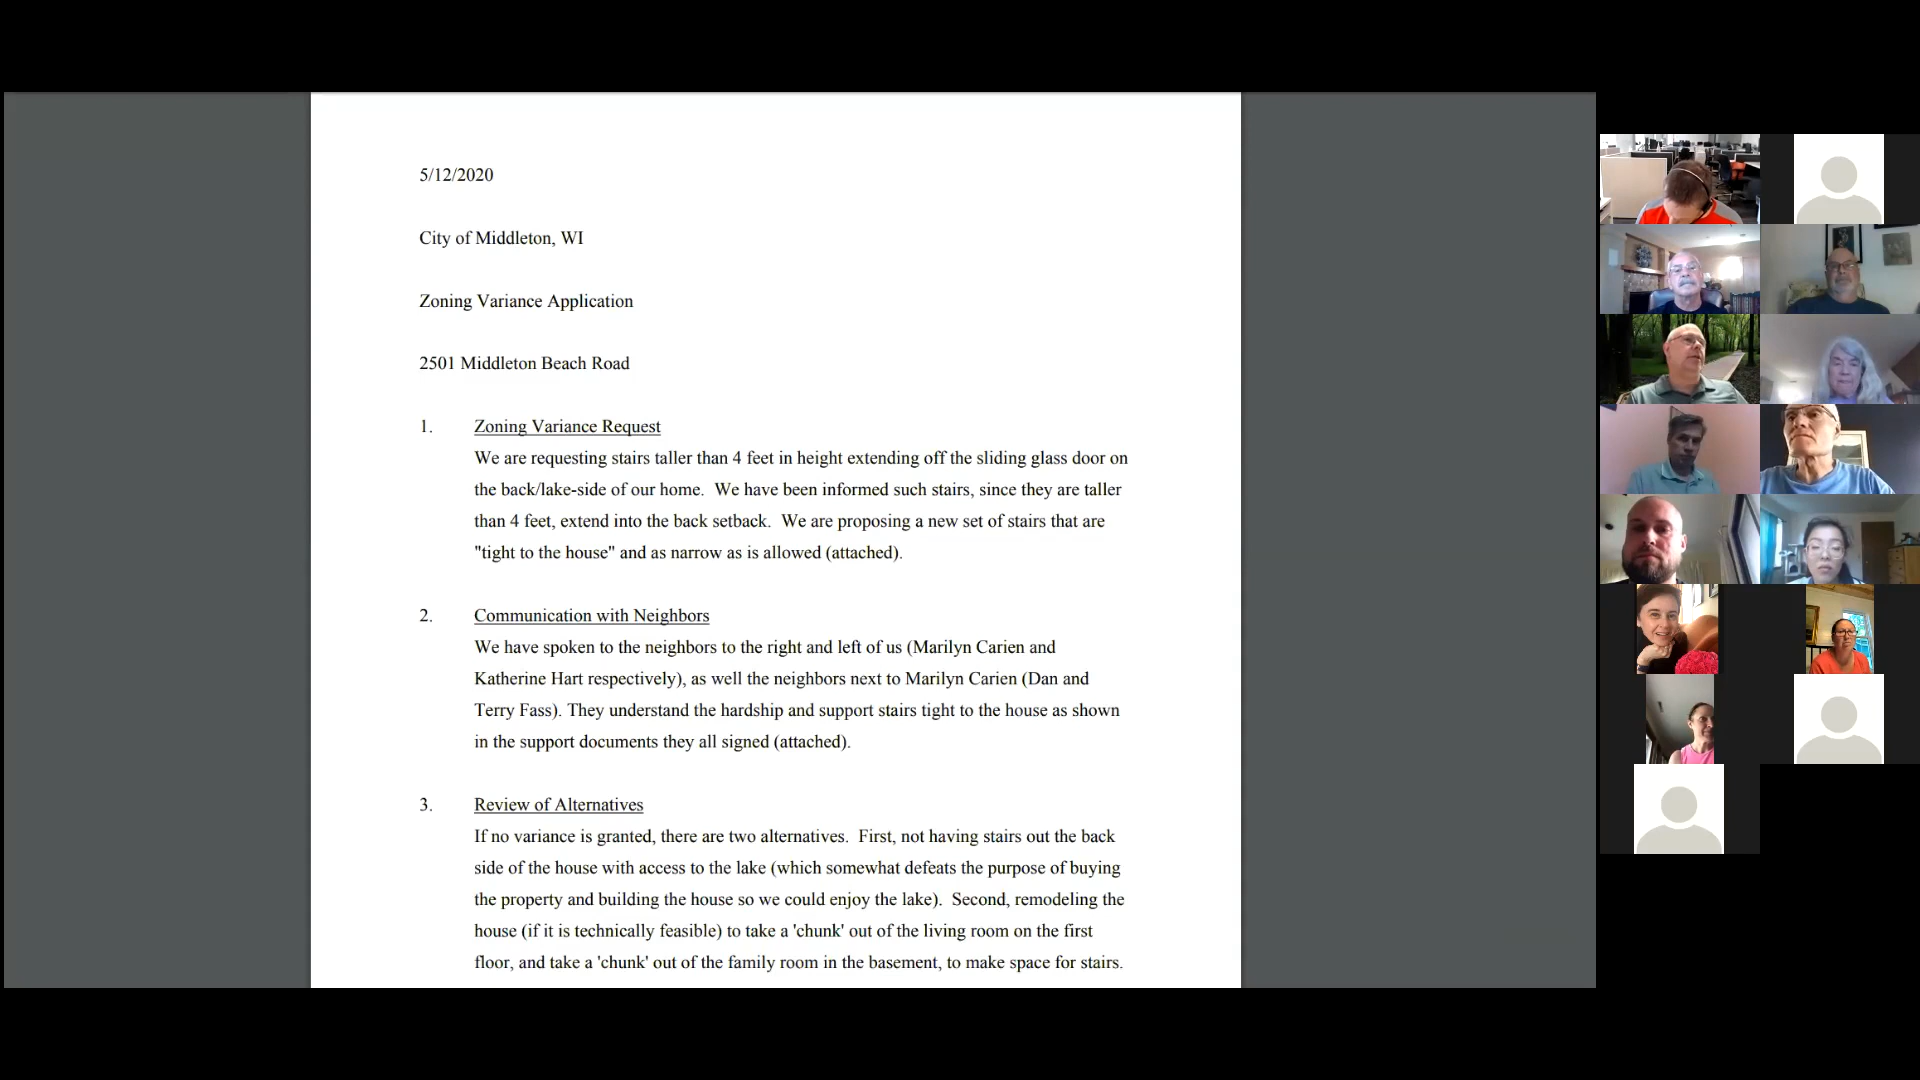 5/12/2020
City of Middleton, WI
Zoning Variance Application
2501 Middleton Beach Road
1. Zoning Variance Request
We are requesting stairs taller than 4 feet in height extending off the sliding glass door on
the back/lake-side of our home.  We have been informed such stairs, since they are taller
than 4 feet, extend into the back setback.  We are proposing a new set of stairs that are
"tight to the house" and as narrow as is allowed (attached).
2. Communication with Neighbors
We have spoken to the neighbors to the right and left of us (Marilyn Carien and
Katherine Hart respectively), as well the neighbors next to Marilyn Carien (Dan and
Terry Fass). They understand the hardship and support stairs tight to the house as shown
in the support documents they all signed (attached).
3. Review of Alternatives
If no variance is granted, there are two alternatives.  First, not having stairs out the back
side of the house with access to the lake (which somewhat defeats the purpose of buying
the property and building the house so we could enjoy the lake).  Second, remodeling the
house (if it is technically feasible) to take a 'chunk' out of the living room on the first
floor, and take a 'chunk' out of the family room in the basement, to make space for stairs.